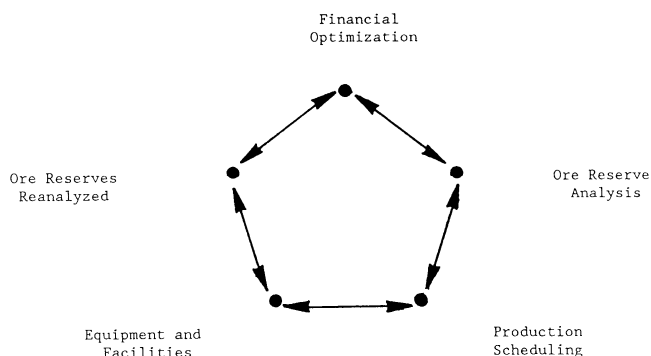 Financial
Optimization
Ore Reserves
Reanalyzed
Ore Reserve
Analysis
Equipment and
Facilities
Production
Scheduling